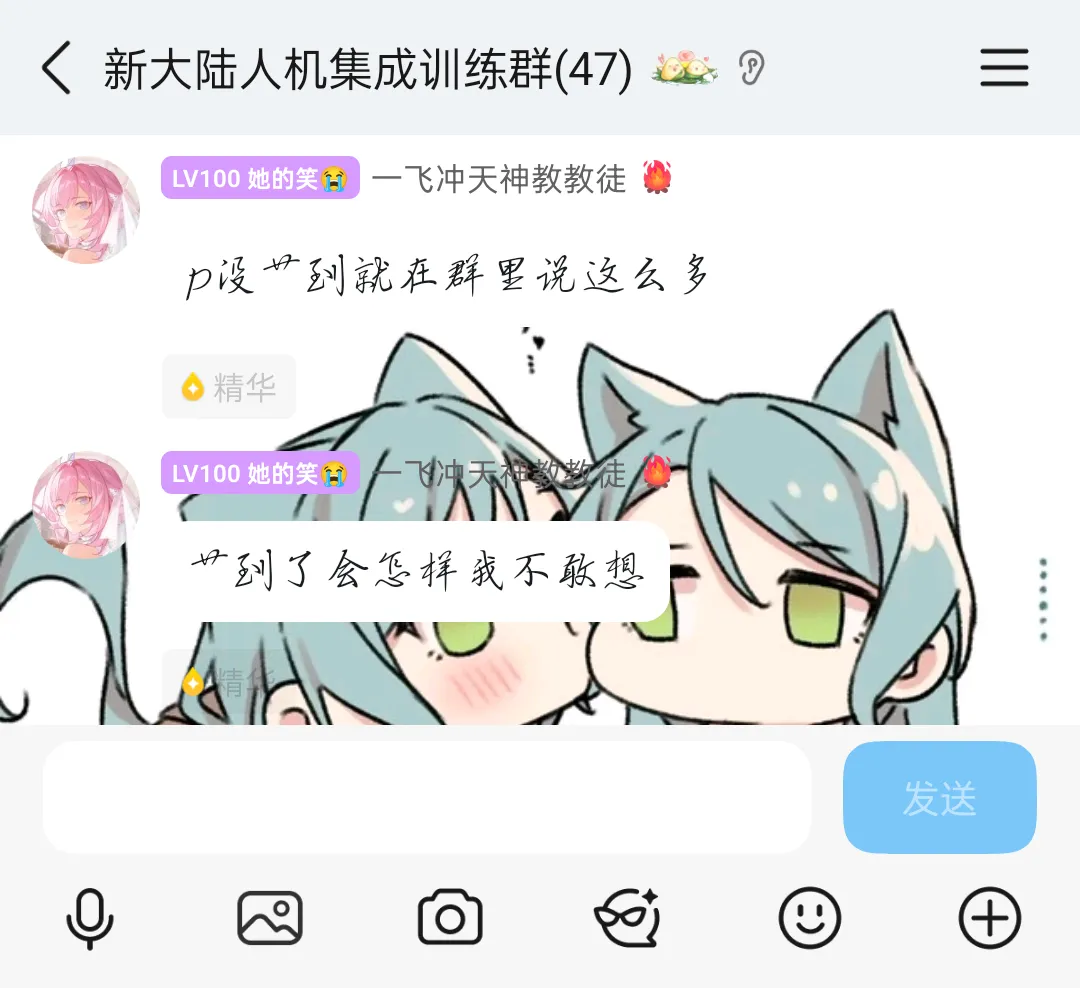 新大陆人机集成训练群(47)
LV100 她的笑😭 一飞冲天神教教徒 🔥
p没艹到就在群里说这么多
精华
LV100 她的笑😭 一飞冲天神教教徒 🔥
艹到了会怎样我不敢想
精华
发送